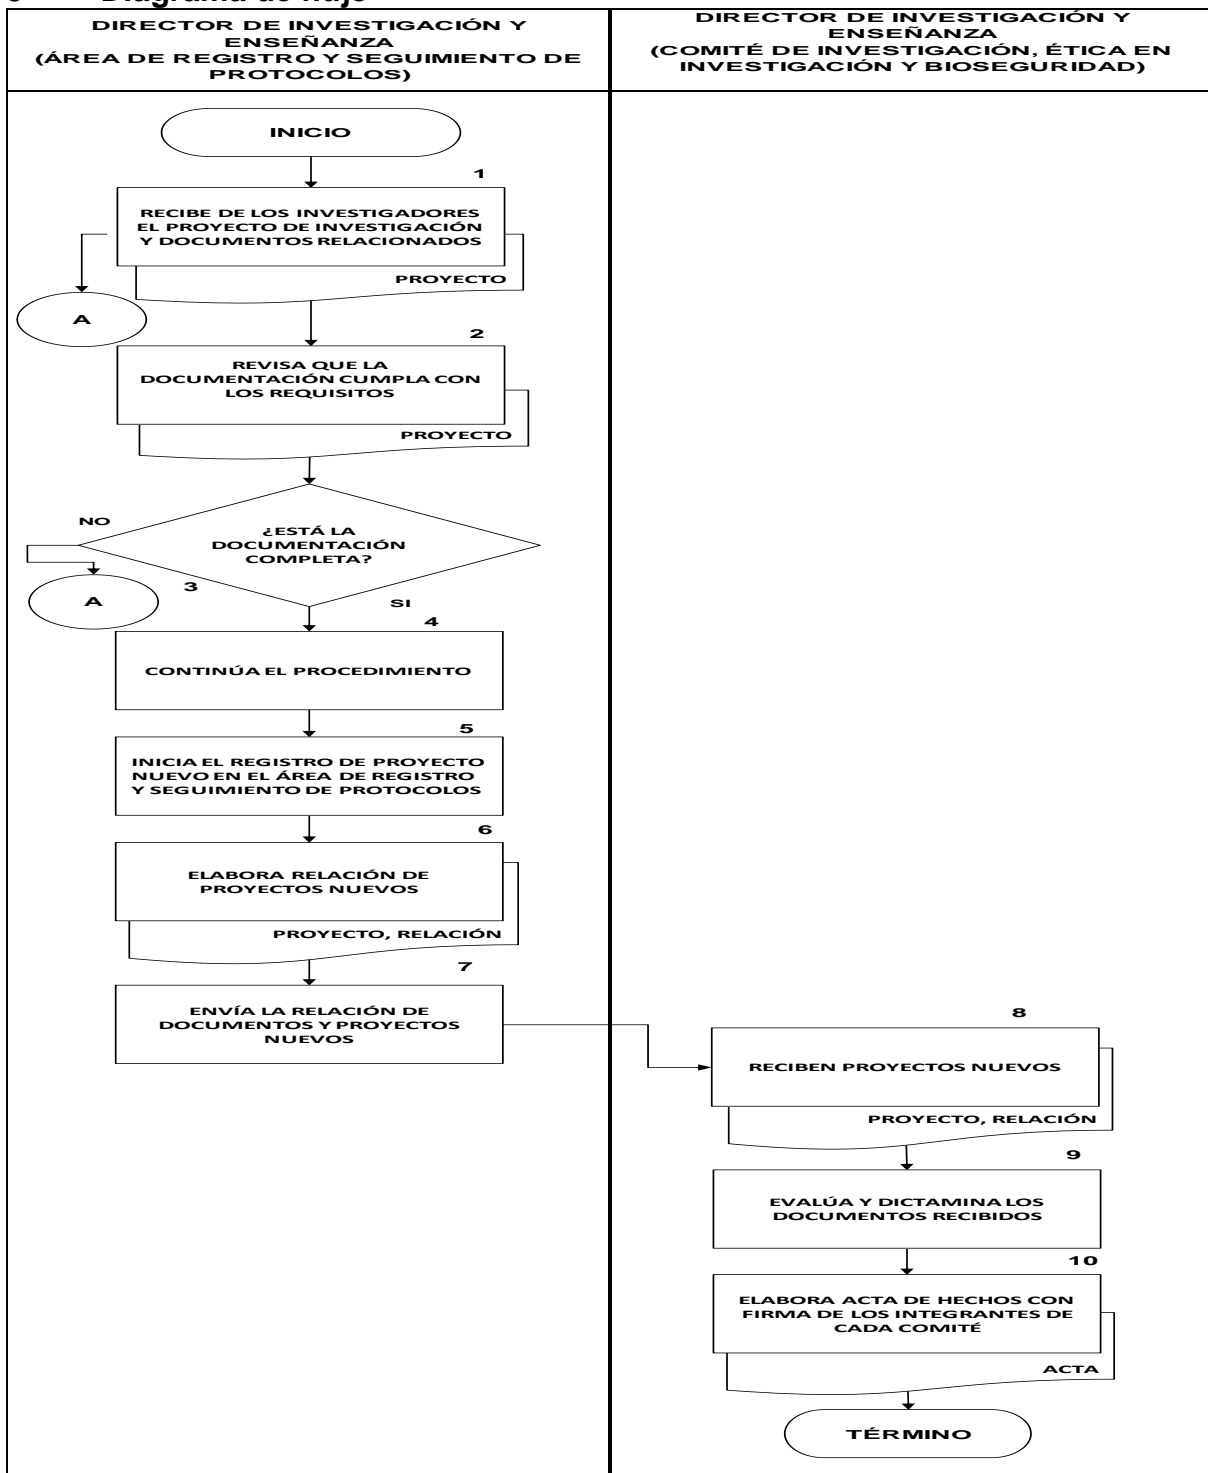 Diagrama de flujo
DIRECTOR DE INVESTIGACIÓN Y
ENSEÑANZA
(ÁREA DE REGISTRO Y SEGUIMIENTO DE
PROTOCOLOS)
DIRECTOR DE INVESTIGACIÓN Y
ENSEÑANZA
(COMITÉ DE INVESTIGACIÓN, ÉTICA EN
INVESTIGACIÓN Y BIOSEGURIDAD)
INICIO
1
RECIBE DE LOS INVESTIGADORES
EL PROYECTO DE INVESTIGACIÓN
Y DOCUMENTOS RELACIONADOS
PROYECTO
A
2
REVISA QUE LA
DOCUMENTACIÓN CUMPLA CON
LOS REQUISITOS
PROYECTO
NO
¿ESTÁ LA
DOCUMENTACIÓN
COMPLETA?
3
A
SI
4
CONTINÚA EL PROCEDIMIENTO
5
INICIA EL REGISTRO DE PROYECTO
NUEVO EN EL ÁREA DE REGISTRO
Y SEGUIMIENTO DE PROTOCOLOS
6
ELABORA RELACIÓN DE
PROYECTOS NUEVOS
PROYECTO, RELACIÓN
7
ENVÍA LA RELACIÓN DE
DOCUMENTOS Y PROYECTOS
NUEVOS
8
RECIBEN PROYECTOS NUEVOS
PROYECTO, RELACIÓN
9
EVALÚA Y DICTAMINA LOS
DOCUMENTOS RECIBIDOS
10
ELABORA ACTA DE HECHOS CON
FIRMA DE LOS INTEGRANTES DE
CADA COMITÉ
ACTA
TÉRMINO